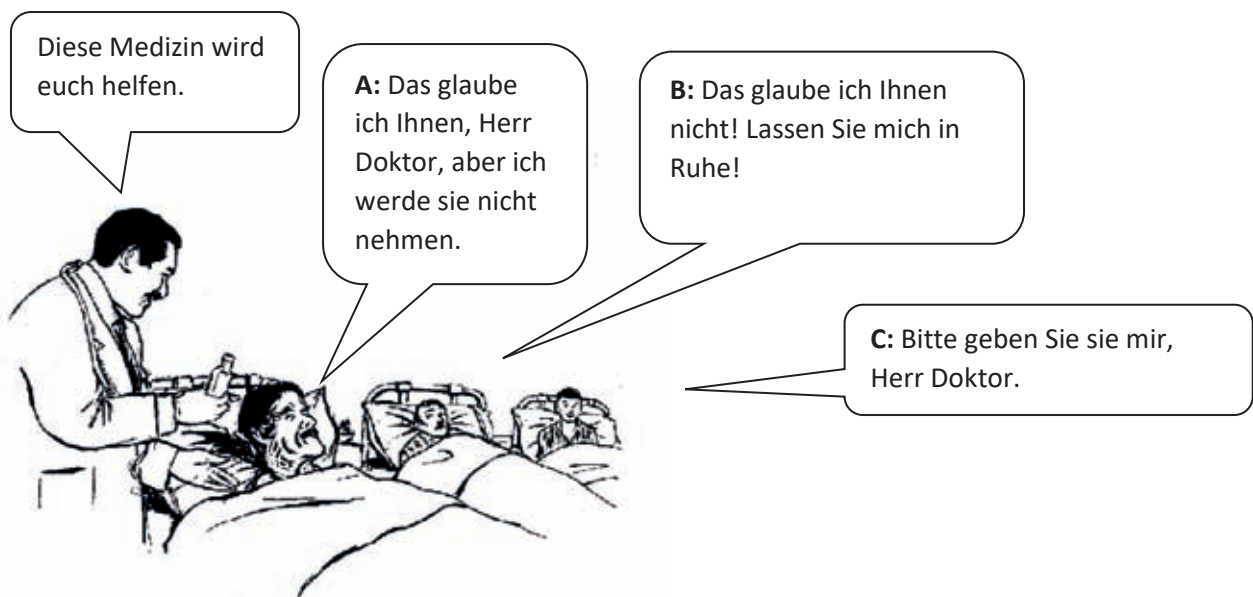 Diese Medizin wird
euch helfen.
A: Das glaube
ich Ihnen, Herr
Doktor, aber ich
werde sie nicht
nehmen.
B: Das glaube ich Ihnen
nicht! Lassen Sie mich in
Ruhe!
C: Bitte geben Sie sie mir,
Herr Doktor.